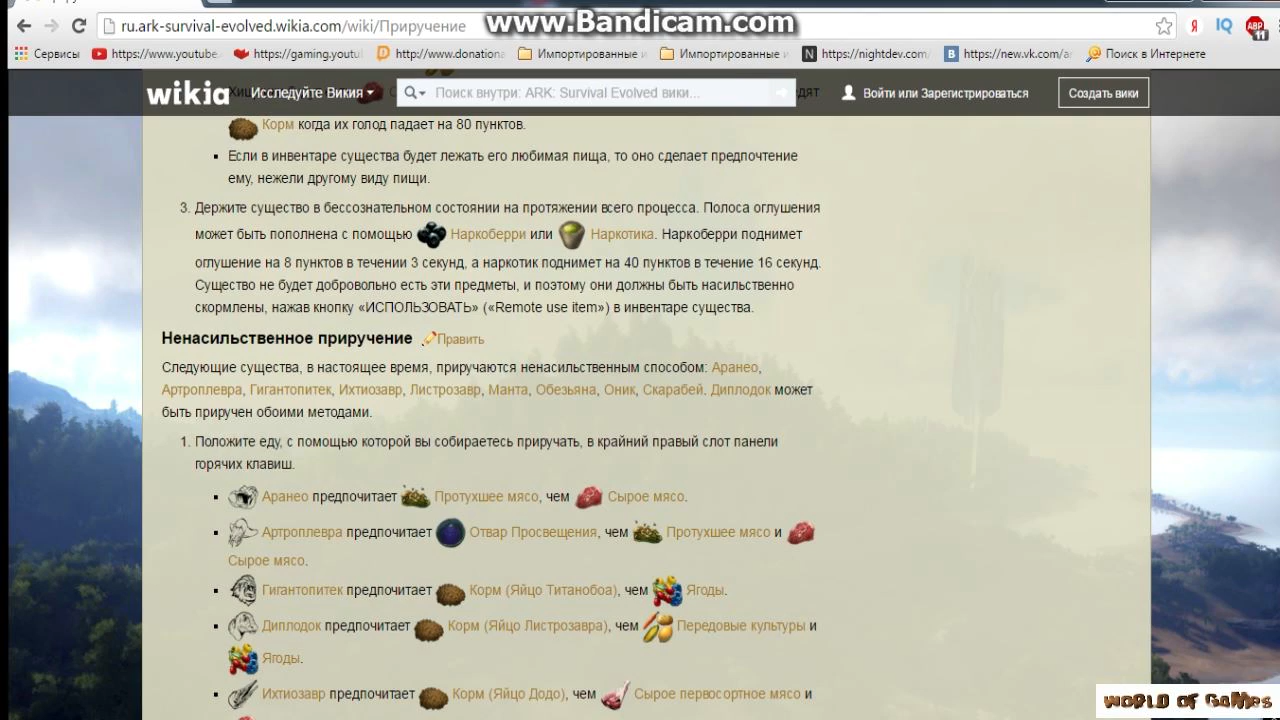 ru.ark-survival-evolved.wikia.com/wiki/Приручение
www.Bandicam.com
Я IQ ABP 11
Сервисы https://www.youtube. https://gaming.youtu http://www.donationa Импортированные Импортированные https://nightdev.com/ https://new.vk.com/ar Поиск в Интернете
wikia Исследуйте Викия Поиск внутри: ARK: Survival Evolved вики... Войти или Зарегистрироваться Создать вики
Корм когда их голод падает на 80 пунктов.
Если в инвентаре существа будет лежать его любимая пища, то оно сделает предпочтение
ему, нежели другому виду пищи.
3. Держите существо в бессознательном состоянии на протяжении всего процесса. Полоса оглушения
может быть пополнена с помощью Наркоберри или Наркотика. Наркоберри поднимет
оглушение на 8 пунктов в течении 3 секунд, а наркотик поднимет на 40 пунктов в течение 16 секунд.
Существо не будет добровольно есть эти предметы, и поэтому они должны быть насильственно
скормлены, нажав кнопку «ИСПОЛЬЗОВАТЬ» («Remote use item») в инвентаре существа.
Ненасильственное приручение Править
Следующие существа, в настоящее время, приручаются ненасильственным способом: Аранео,
Артроплевра, Гигантопитек, Ихтиозавр, Листрозавр, Манта, Обезьяна, Оник, Скарабей. Диплодок может
быть приручен обоими методами.
1. Положите еду, с помощью которой вы собираетесь приручать, в крайний правый слот панели
горячих клавиш.
Аранео предпочитает Протухшее мясо, чем Сырое мясо.
Артроплевра предпочитает Отвар Просвещения, чем Протухшее мясо и
Сырое мясо.
Гигантопитек предпочитает Корм (Яйцо Титанобоа), чем Ягоды.
Диплодок предпочитает Корм (Яйцо Листрозавра), чем Передовые культуры и
Ягоды.
Ихтиозавр предпочитает Корм (Яйцо Додо), чем Сырое первосортное мясо и
WORLD OF GAMES